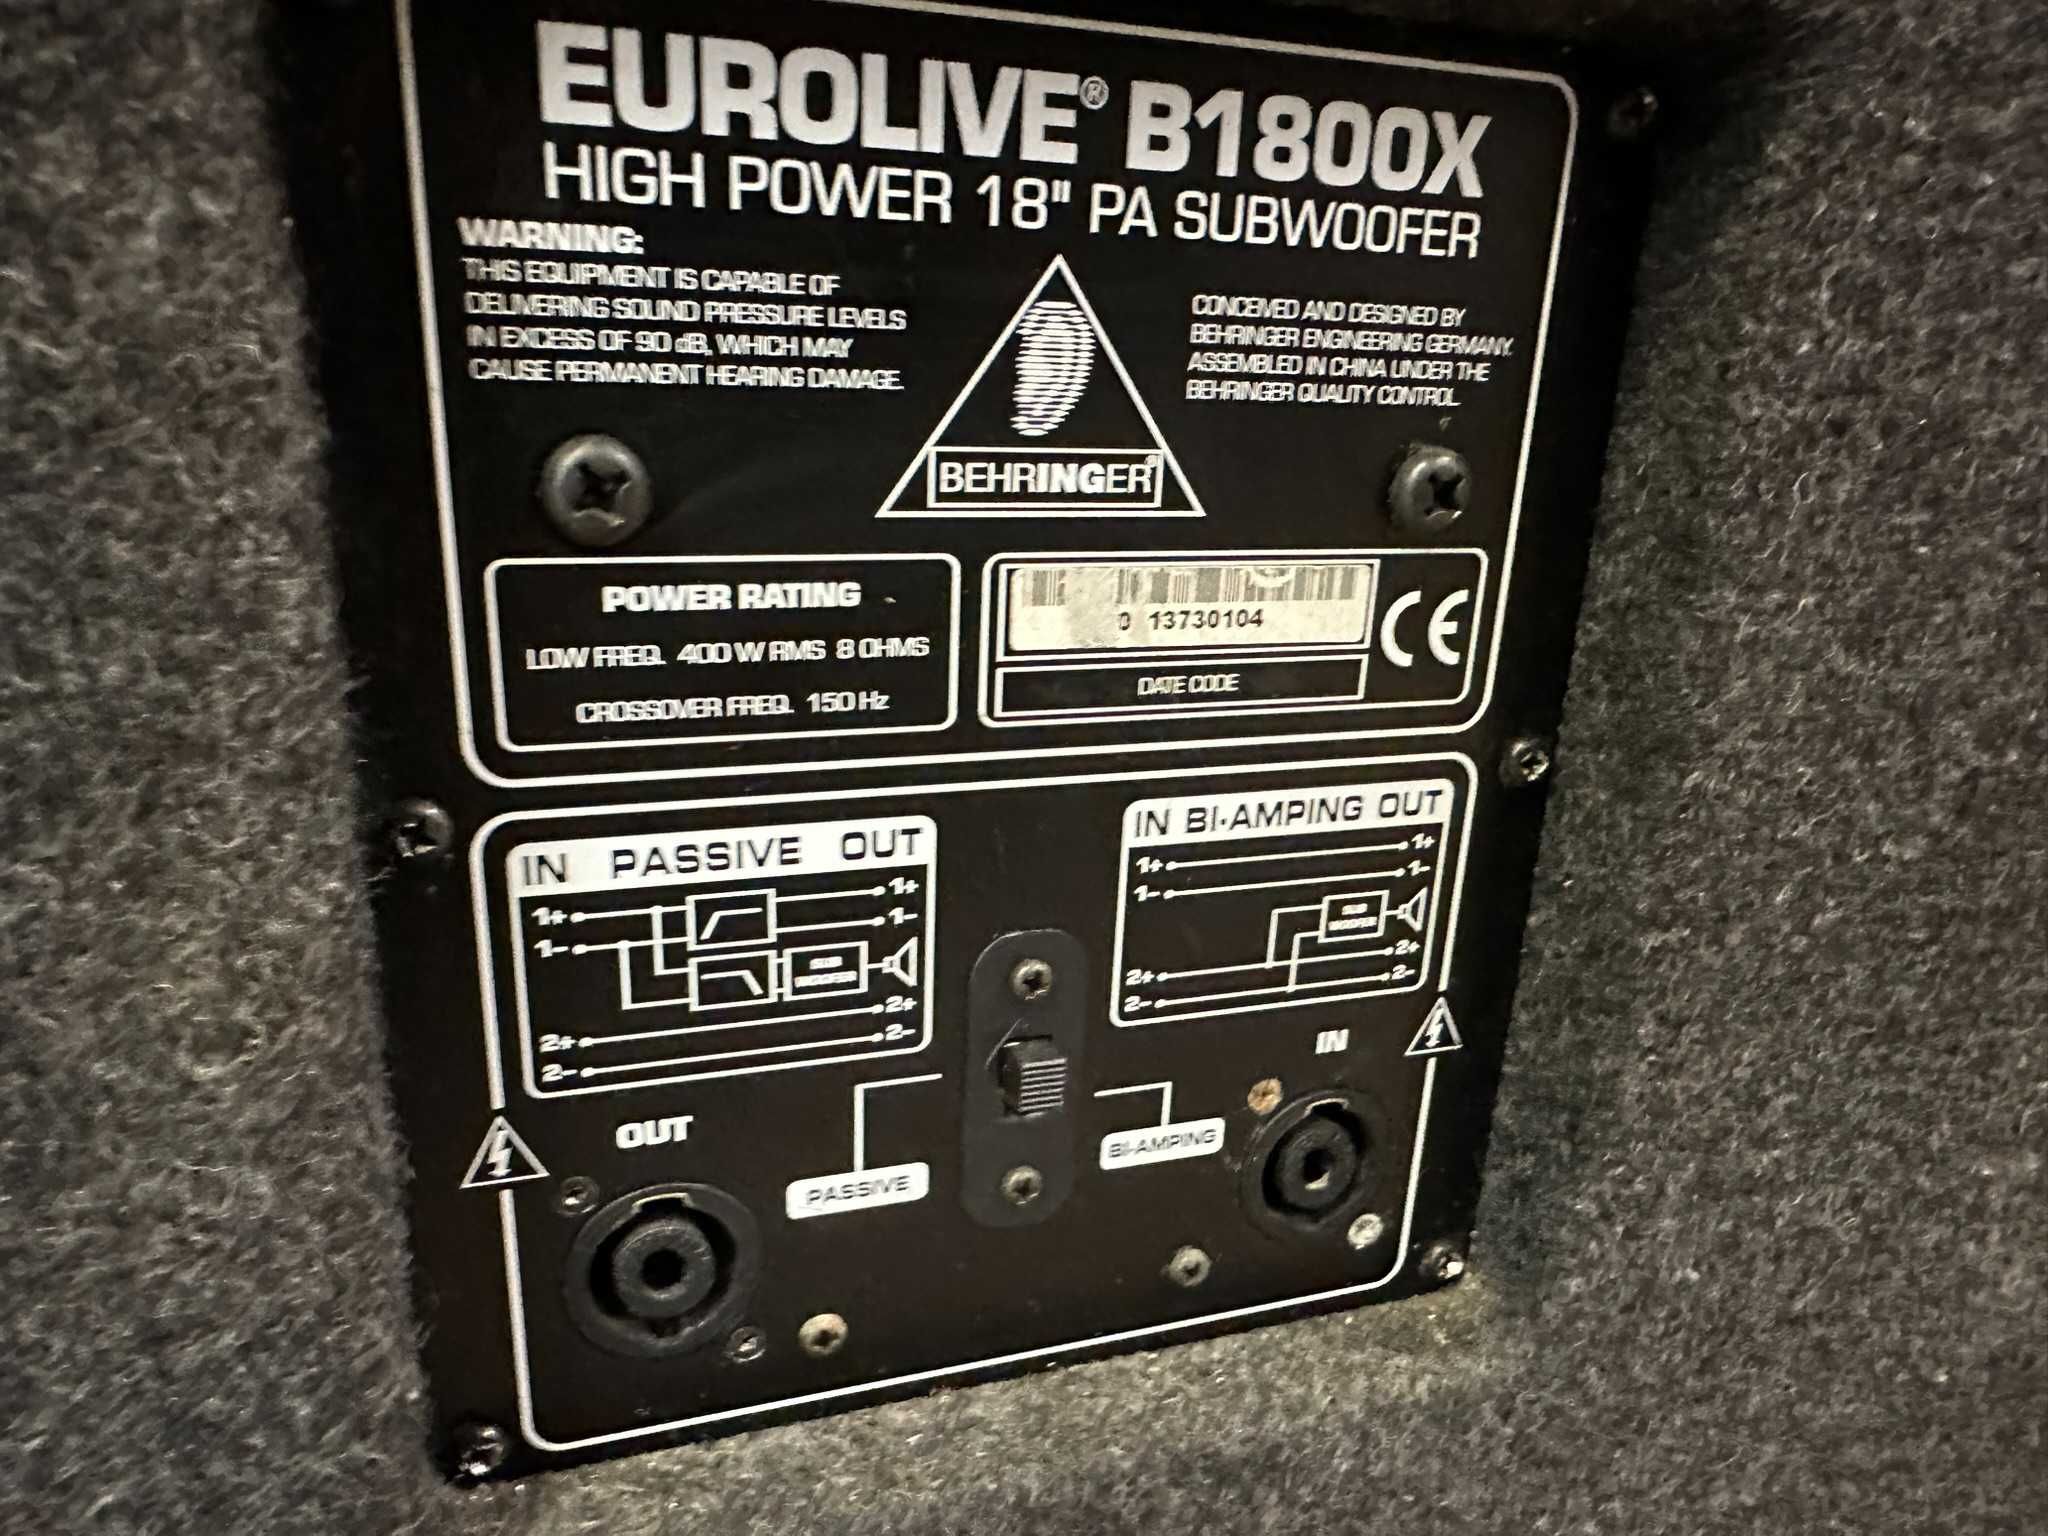 EUROLIVE® B1800X
HIGH POWER 18" PA SUBWOOFER
WARNING:
THIS EQUIPMENT IS CAPABLE OF
DELIVERING SOUND PRESSURE LEVELS
IN EXCESS OF 90 dB, WHICH MAY
CAUSE PERMANENT HEARING DAMAGE.
CONCEIVED AND DESIGNED BY
BEHRINGER ENGINEERING GERMANY.
ASSEMBLED IN CHINA UNDER THE
BEHRINGER QUALITY CONTROL.
BEHRINGER®
POWER RATING
LOW FREQ. 400 W RMS 8 OHMS
CROSSOVER FREQ. 150 Hz
0 13730104
DATE CODE
CE
IN PASSIVE OUT
1+ 1+
1- 1-
SUB
WOOFER
2+ 2+
2- 2-
IN BI-AMPING OUT
1+ 1+
1- 1-
SUB
WOOFER
2+ 2+
2- 2-
OUT
PASSIVE
BI-AMPING
IN